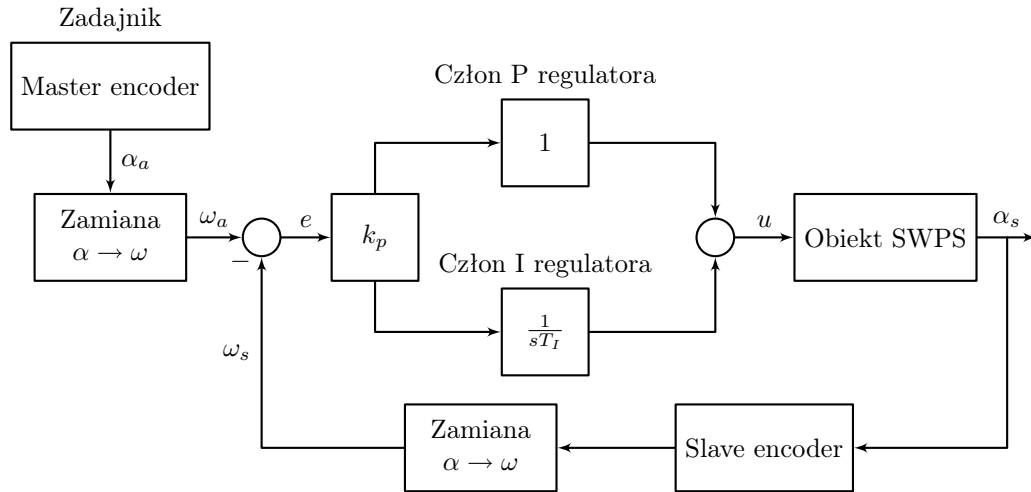 Zadajnik
Master encoder
α_a
Zamiana
α → ω
ω_a
−
e
k_p
Człon P regulatora
1
Człon I regulatora
1
sT_I
u
Obiekt SWPS
α_s
ω_s
Zamiana
α → ω
Slave encoder